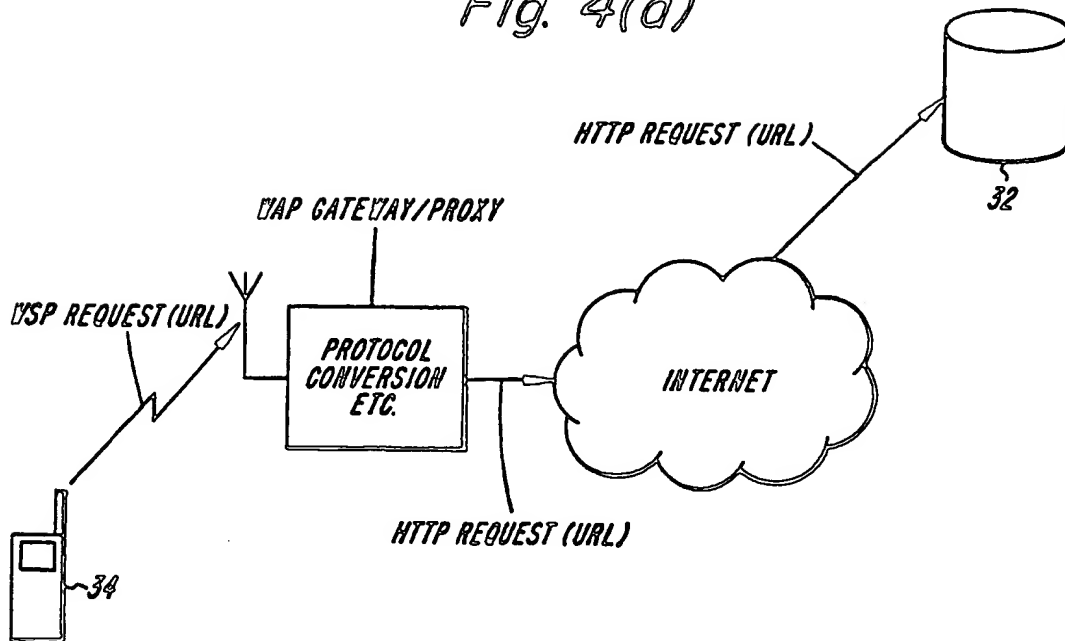 Fig. 4(a)
HTTP REQUEST (URL)
32
WAP GATEWAY/PROXY
WSP REQUEST (URL)
PROTOCOL
CONVERSION
ETC.
INTERNET
HTTP REQUEST (URL)
34